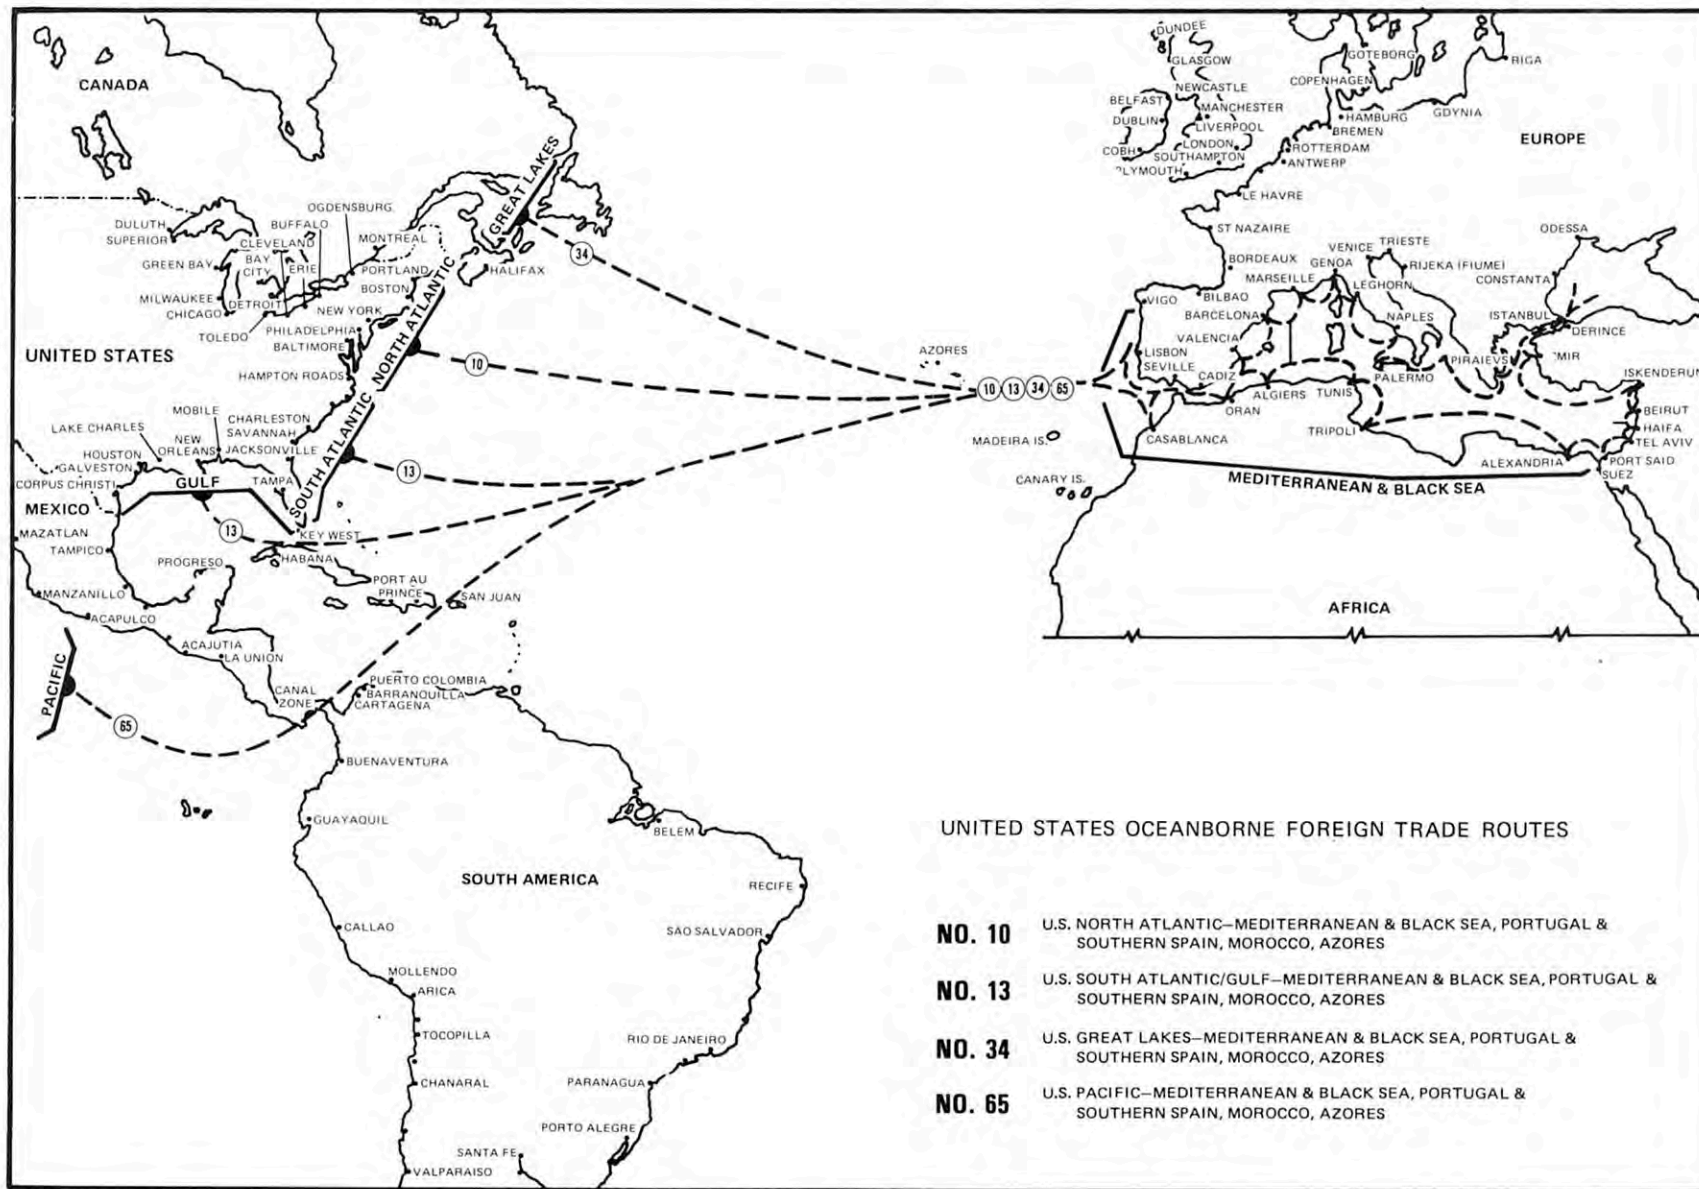 CANADA
DULUTH
SUPERIOR
GREEN BAY
MILWAUKEE
CHICAGO
OGDENSBURG
BUFFALO
CLEVELAND
BAY
CITY
ERIE
DETROIT
TOLEDO
MONTREAL
PORTLAND
BOSTON
NEW YORK
PHILADELPHIA
BALTIMORE
HAMPTON ROADS
HALIFAX
GREAT LAKES
NORTH ATLANTIC
SOUTH ATLANTIC
UNITED STATES
CHARLESTON
SAVANNAH
JACKSONVILLE
MOBILE
NEW
ORLEANS
LAKE CHARLES
HOUSTON
GALVESTON
CORPUS CHRISTI
TAMPA
GULF
KEY WEST
MEXICO
MAZATLAN
TAMPICO
PROGRESO
HABANA
PORT AU
PRINCE
SAN JUAN
MANZANILLO
ACAPULCO
ACAJUTIA
LA UNION
PACIFIC
CANAL
ZONE
PUERTO COLOMBIA
BARRANQUILLA
CARTAGENA
34
10
13
13
65
10 13 34 65
BUENAVENTURA
GUAYAQUIL
BELEM
SOUTH AMERICA
RECIFE
CALLAO
SAO SALVADOR
MOLLENDO
ARICA
TOCOPILLA
RIO DE JANEIRO
CHANARAL
PARANAGUA
PORTO ALEGRE
SANTA FE
VALPARAISO
DUNDEE
GLASGOW
NEWCASTLE
BELFAST
MANCHESTER
DUBLIN
LIVERPOOL
LONDON
COBH
SOUTHAMPTON
PLYMOUTH
GOTEBORG
COPENHAGEN
RIGA
GDYNIA
HAMBURG
BREMEN
EUROPE
ROTTERDAM
ANTWERP
LE HAVRE
ST NAZAIRE
BORDEAUX
BILBAO
VIGO
MARSEILLE
GENOA
VENICE
TRIESTE
RIJEKA (FIUME)
LEGHORN
ODESSA
CONSTANTA
ISTANBUL
DERINCE
BARCELONA
VALENCIA
NAPLES
LISBON
SEVILLE
CADIZ
PIRAIEVS
PALERMO
ISKENDERUN
ALGIERS
TUNIS
ORAN
BEIRUT
HAIFA
TEL AVIV
CASABLANCA
TRIPOLI
ALEXANDRIA
PORT SAID
SUEZ
AZORES
MADEIRA IS.
CANARY IS.
MEDITERRANEAN & BLACK SEA
AFRICA
UNITED STATES OCEANBORNE FOREIGN TRADE ROUTES
NO. 10 U.S. NORTH ATLANTIC–MEDITERRANEAN & BLACK SEA, PORTUGAL &
SOUTHERN SPAIN, MOROCCO, AZORES
NO. 13 U.S. SOUTH ATLANTIC/GULF–MEDITERRANEAN & BLACK SEA, PORTUGAL &
SOUTHERN SPAIN, MOROCCO, AZORES
NO. 34 U.S. GREAT LAKES–MEDITERRANEAN & BLACK SEA, PORTUGAL &
SOUTHERN SPAIN, MOROCCO, AZORES
NO. 65 U.S. PACIFIC–MEDITERRANEAN & BLACK SEA, PORTUGAL &
SOUTHERN SPAIN, MOROCCO, AZORES